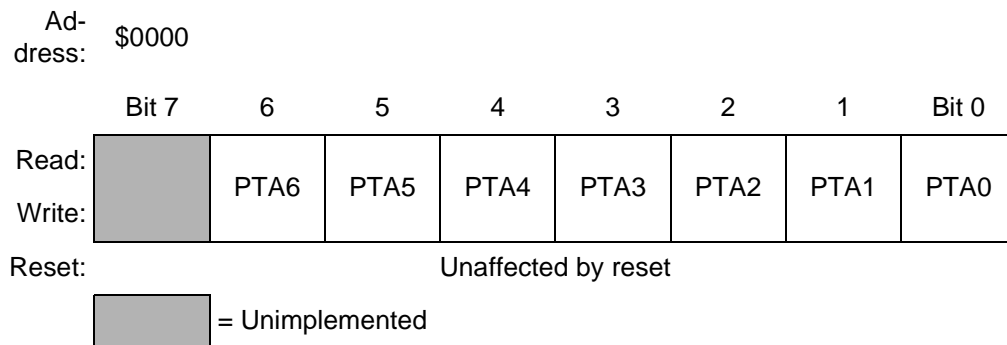 Ad-
dress: $0000
Bit 7 6 5 4 3 2 1 Bit 0
Read:
PTA6 PTA5 PTA4 PTA3 PTA2 PTA1 PTA0
Write:
Reset: Unaffected by reset
= Unimplemented